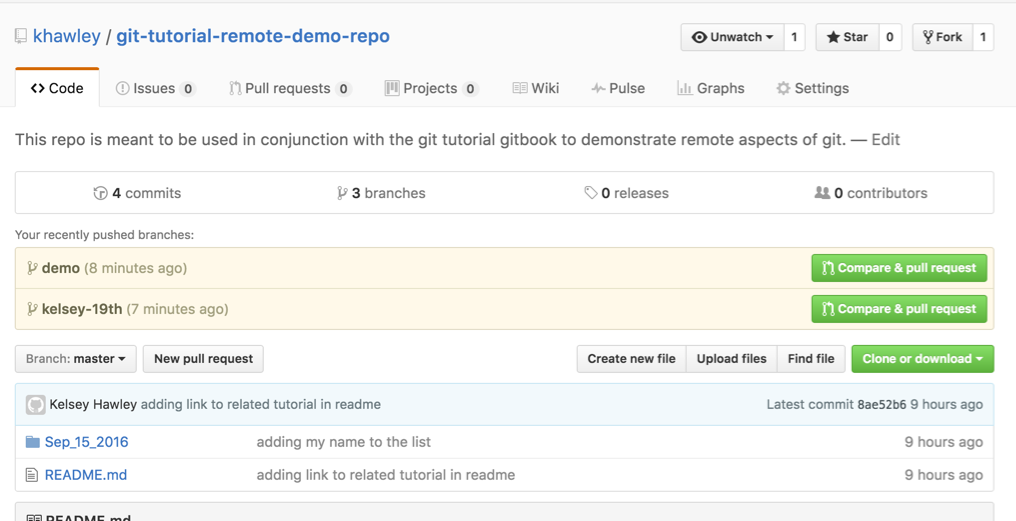 khawley / git-tutorial-remote-demo-repo
Unwatch 1 Star 0 Fork 1
Code Issues 0 Pull requests 0 Projects 0 Wiki Pulse Graphs Settings
This repo is meant to be used in conjunction with the git tutorial gitbook to demonstrate remote aspects of git. — Edit
4 commits 3 branches 0 releases 0 contributors
Your recently pushed branches:
demo (8 minutes ago) Compare & pull request
kelsey-19th (7 minutes ago) Compare & pull request
Branch: master New pull request Create new file Upload files Find file Clone or download
Kelsey Hawley adding link to related tutorial in readme Latest commit 8ae52b6 9 hours ago
Sep_15_2016 adding my name to the list 9 hours ago
README.md adding link to related tutorial in readme 9 hours ago
README.md